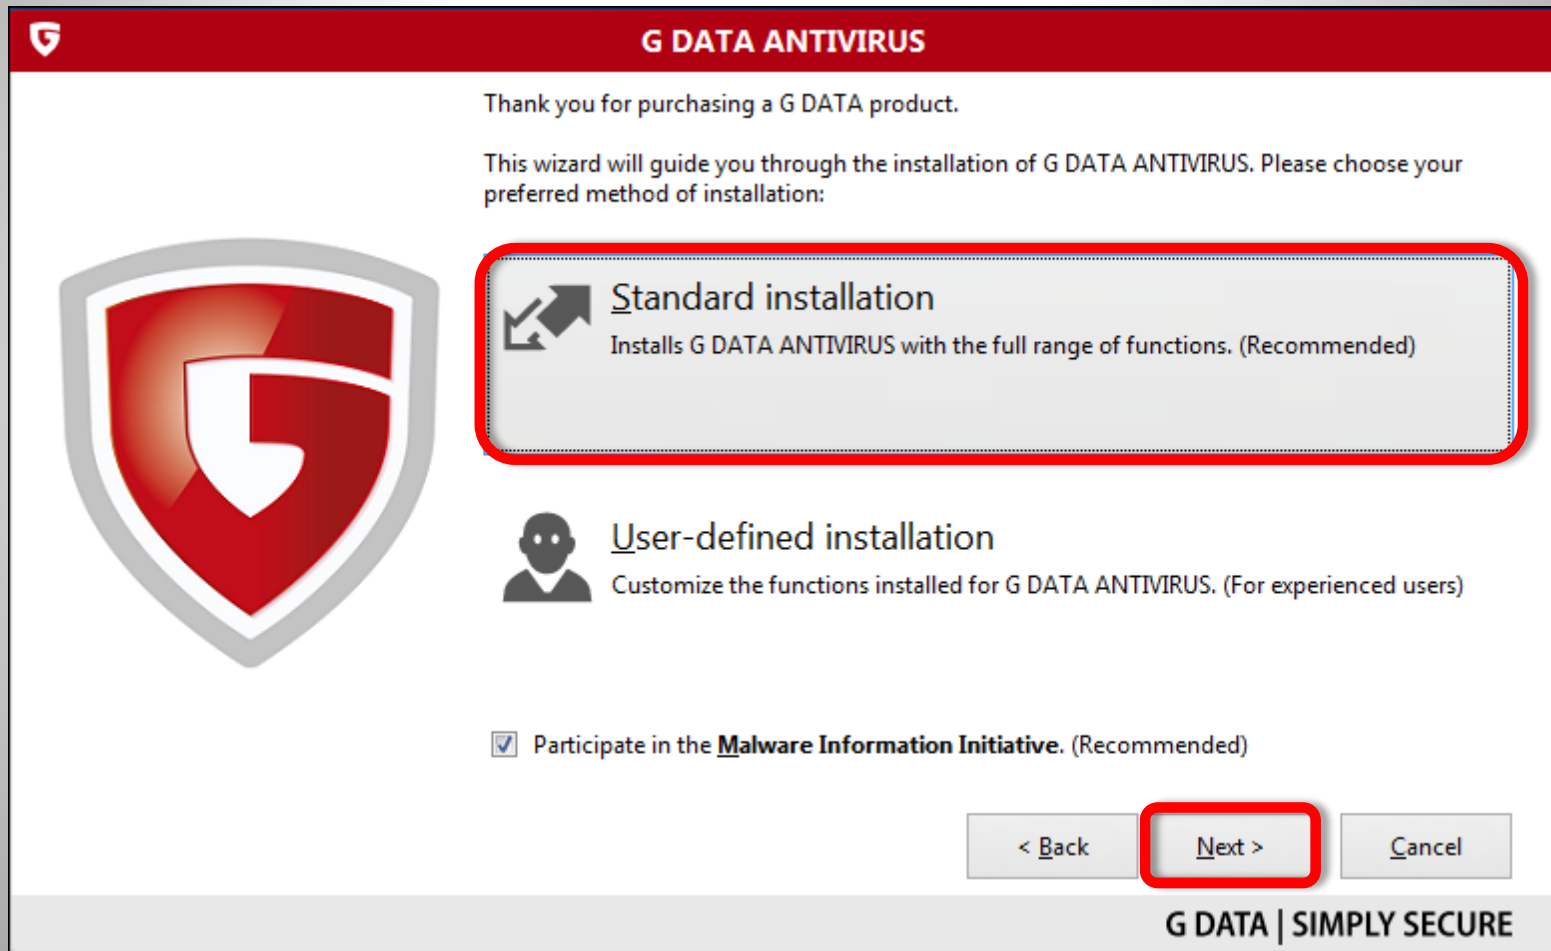 G DATA ANTIVIRUS
Thank you for purchasing a G DATA product.
This wizard will guide you through the installation of G DATA ANTIVIRUS. Please choose your
preferred method of installation:
Standard installation
Installs G DATA ANTIVIRUS with the full range of functions. (Recommended)
User-defined installation
Customize the functions installed for G DATA ANTIVIRUS. (For experienced users)
Participate in the Malware Information Initiative. (Recommended)
< Back
Next >
Cancel
G DATA | SIMPLY SECURE